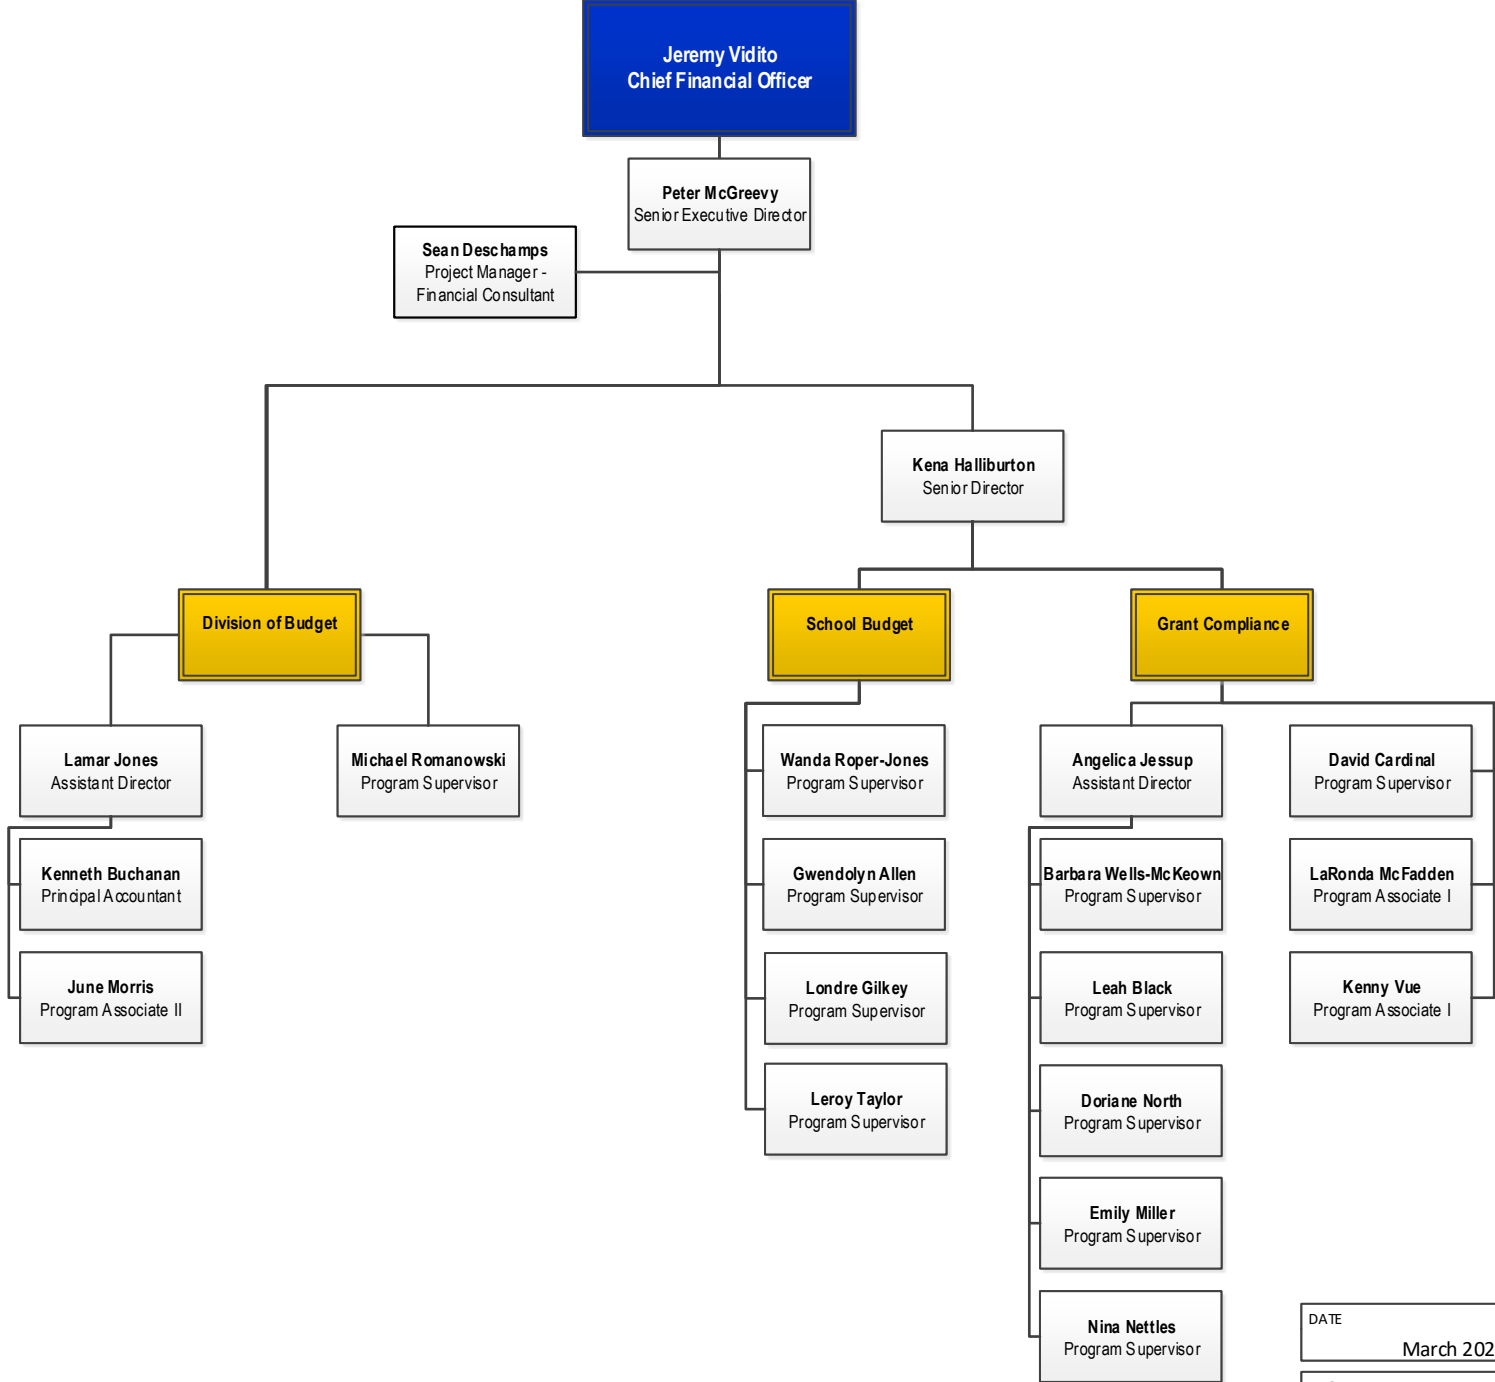 Jeremy Vidito
Chief Financial Officer
Peter McGreevy
Senior Executive Director
Sean Deschamps
Project Manager -
Financial Consultant
Kena Halliburton
Senior Director
Division of Budget
School Budget
Grant Compliance
Lamar Jones
Assistant Director
Michael Romanowski
Program Supervisor
Kenneth Buchanan
Principal Accountant
June Morris
Program Associate II
Wanda Roper-Jones
Program Supervisor
Gwendolyn Allen
Program Supervisor
Londre Gilkey
Program Supervisor
Leroy Taylor
Program Supervisor
Angelica Jessup
Assistant Director
Barbara Wells-McKeown
Program Supervisor
Leah Black
Program Supervisor
Doriane North
Program Supervisor
Emily Miller
Program Supervisor
Nina Nettles
Program Supervisor
David Cardinal
Program Supervisor
LaRonda McFadden
Program Associate I
Kenny Vue
Program Associate I
DATE
March 202